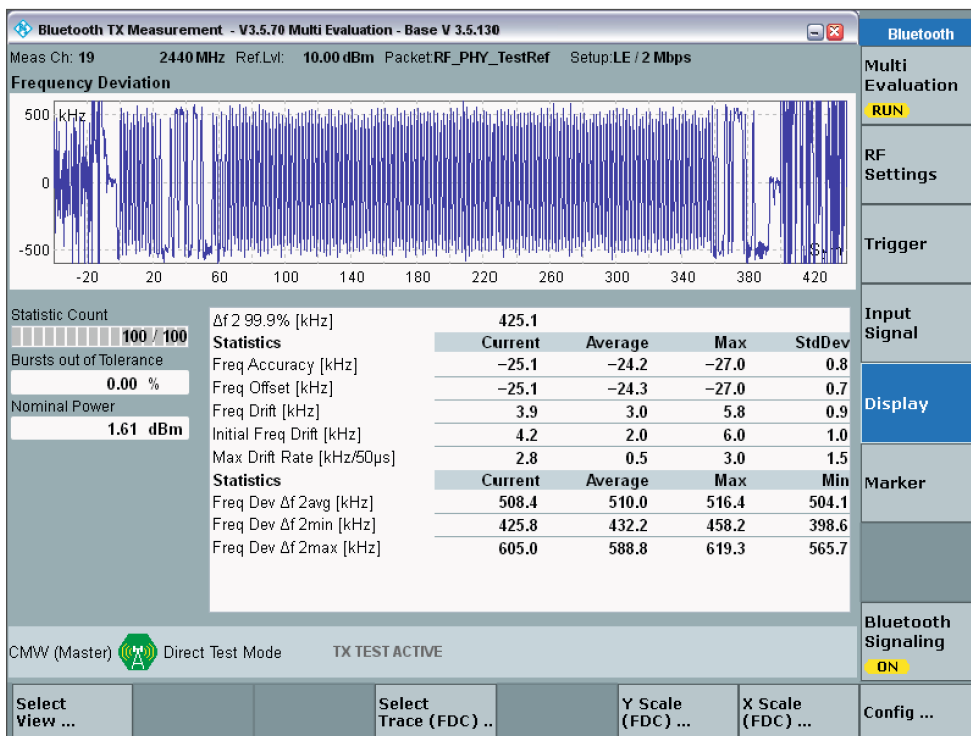 Bluetooth TX Measurement - V3.5.70 Multi Evaluation - Base V 3.5.130
Meas Ch: 19 2440 MHz Ref.Lvl: 10.00 dBm Packet:RF_PHY_TestRef Setup:LE / 2 Mbps
Frequency Deviation
500 kHz
0
-500
-20 20 60 100 140 180 220 260 300 340 380 420
Statistic Count
100 / 100
Bursts out of Tolerance
0.00 %
Nominal Power
1.61 dBm
Δf 2 99.9% [kHz] 425.1
Statistics Current Average Max StdDev
Freq Accuracy [kHz] −25.1 −24.2 −27.0 0.8
Freq Offset [kHz] −25.1 −24.3 −27.0 0.7
Freq Drift [kHz] 3.9 3.0 5.8 0.9
Initial Freq Drift [kHz] 4.2 2.0 6.0 1.0
Max Drift Rate [kHz/50µs] 2.8 0.5 3.0 1.5
Statistics Current Average Max Min
Freq Dev Δf 2avg [kHz] 508.4 510.0 516.4 504.1
Freq Dev Δf 2min [kHz] 425.8 432.2 458.2 398.6
Freq Dev Δf 2max [kHz] 605.0 588.8 619.3 565.7
CMW (Master) Direct Test Mode TX TEST ACTIVE
Bluetooth
Multi
Evaluation
RUN
RF
Settings
Trigger
Input
Signal
Display
Marker
Bluetooth
Signaling
ON
Select
View ...
Select
Trace (FDC) ..
Y Scale
(FDC) ...
X Scale
(FDC) ...
Config ...